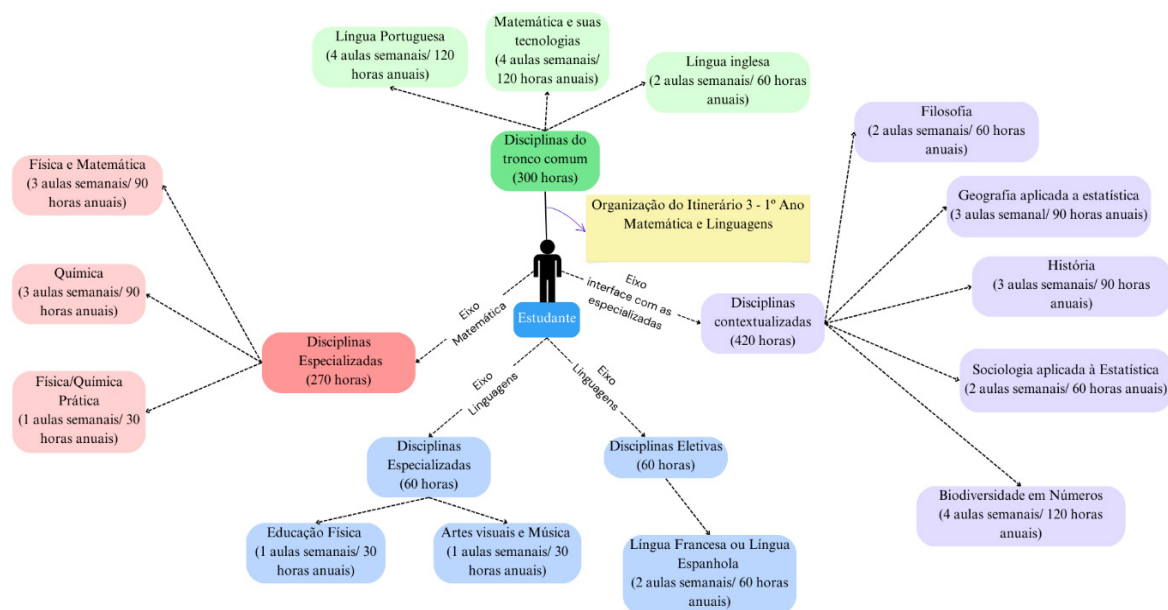 Língua Portuguesa
(4 aulas semanais/ 120
horas anuais)
Matemática e suas
tecnologias
(4 aulas semanais/
120 horas anuais)
Língua inglesa
(2 aulas semanais/ 60 horas
anuais)
Disciplinas do
tronco comum
(300 horas)
Organização do Itinerário 3 - 1º Ano
Matemática e Linguagens
Física e Matemática
(3 aulas semanais/ 90
horas anuais)
Química
(3 aulas semanais/ 90
horas anuais)
Física/Química
Prática
(1 aulas semanais/ 30
horas anuais)
Eixo
Matemática
Disciplinas
Especializadas
(270 horas)
Estudante
Eixo
interface com as
especializadas
Disciplinas
contextualizadas
(420 horas)
Filosofia
(2 aulas semanais/ 60 horas
anuais)
Geografia aplicada a estatística
(3 aulas semanal/ 90 horas anuais)
História
(3 aulas semanais/ 90 horas
anuais)
Sociologia aplicada à Estatística
(2 aulas semanais/ 60 horas anuais)
Biodiversidade em Números
(4 aulas semanais/ 120 horas
anuais)
Eixo
Linguagens
Disciplinas
Especializadas
(60 horas)
Educação Física
(1 aulas semanais/ 30
horas anuais)
Artes visuais e Música
(1 aulas semanais/ 30
horas anuais)
Eixo
Linguagens
Disciplinas Eletivas
(60 horas)
Língua Francesa ou Língua
Espanhola
(2 aulas semanais/ 60 horas
anuais)